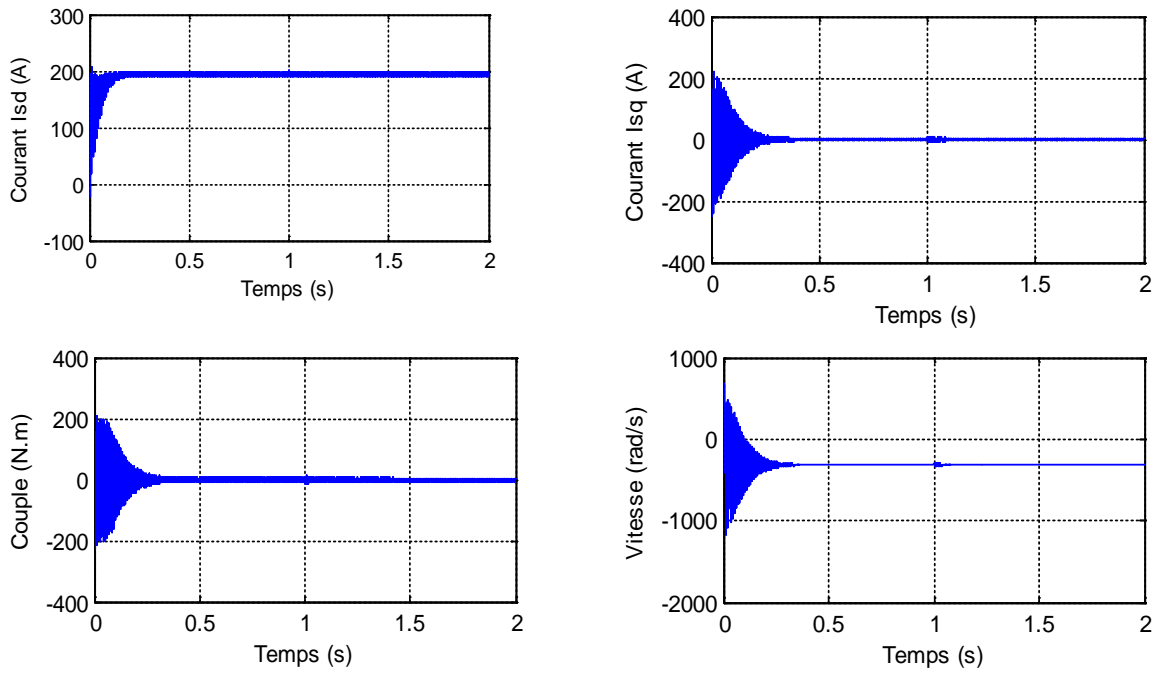 300
200
100
0
-100
Courant Isd (A)
0 0.5 1 1.5 2
Temps (s)
400
200
0
-200
-400
Courant Isq (A)
0 0.5 1 1.5 2
Temps (s)
400
200
0
-200
-400
Couple (N.m)
0 0.5 1 1.5 2
Temps (s)
1000
0
-1000
-2000
Vitesse (rad/s)
0 0.5 1 1.5 2
Temps (s)